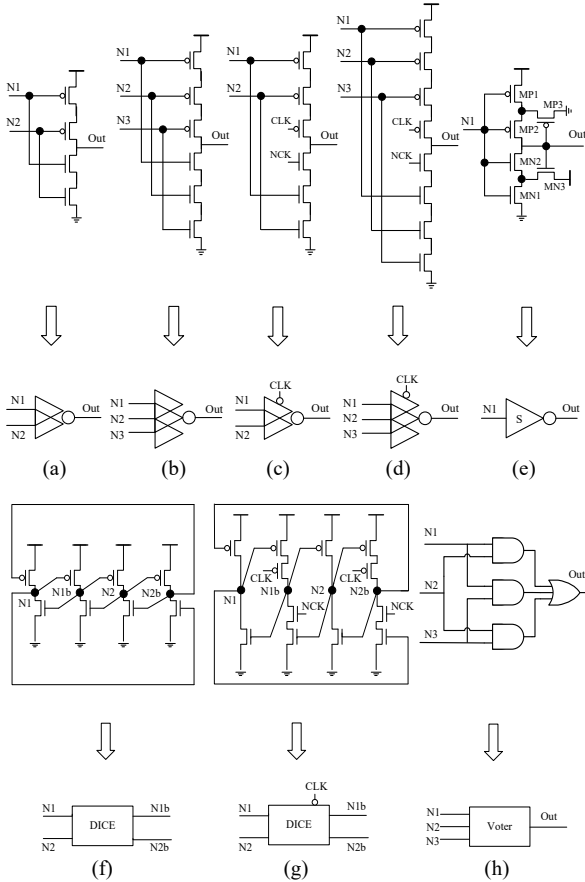 N1
N2
Out
N1
N2
N3
Out
N1
N2
CLK
NCK
Out
N1
N2
N3
CLK
NCK
Out
N1
MP1
MP2
MP3
MN2
MN1
MN3
Out
N1
N2
Out
N1
N2
N3
Out
CLK
N1
N2
Out
CLK
N1
N2
N3
Out
N1
S
Out
(a)
(b)
(c)
(d)
(e)
N1
N1b
N2
N2b
CLK
CLK
N1
N1b
N2
N2b
NCK
NCK
N1
N2
N3
Out
N1
N2
DICE
N1b
N2b
CLK
N1
N2
DICE
N1b
N2b
N1
N2
N3
Voter
Out
(f)
(g)
(h)